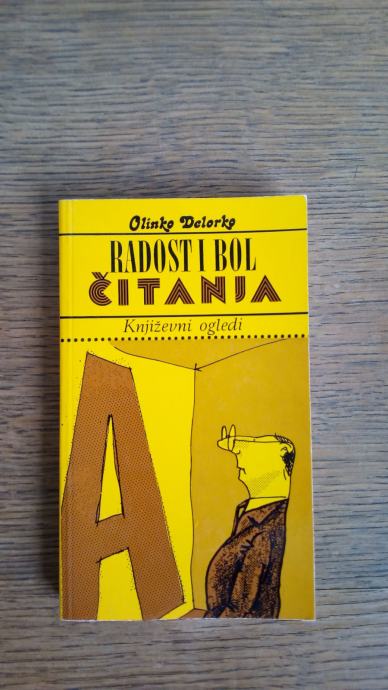 Olinko Delorko
RADOST I BOL
ČITANJA
Književni ogledi
A